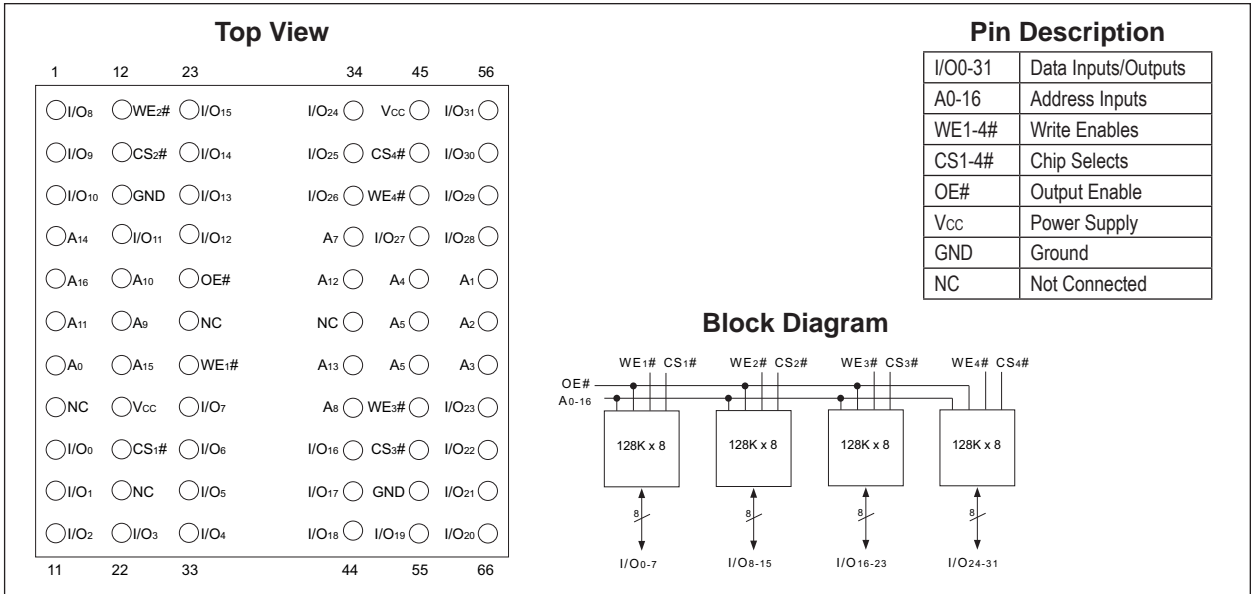 Top View
1 12 23 34 45 56
I/O8 WE2# I/O15 I/O24 Vcc I/O31
I/O9 CS2# I/O14 I/O25 CS4# I/O30
I/O10 GND I/O13 I/O26 WE4# I/O29
A14 I/O11 I/O12 A7 I/O27 I/O28
A16 A10 OE# A12 A4 A1
A11 A9 NC NC A5 A2
A0 A15 WE1# A13 A5 A3
NC Vcc I/O7 A8 WE3# I/O23
I/O0 CS1# I/O6 I/O16 CS3# I/O22
I/O1 NC I/O5 I/O17 GND I/O21
I/O2 I/O3 I/O4 I/O18 I/O19 I/O20
11 22 33 44 55 66
Pin Description
I/O0-31 Data Inputs/Outputs
A0-16 Address Inputs
WE1-4# Write Enables
CS1-4# Chip Selects
OE# Output Enable
Vcc Power Supply
GND Ground
NC Not Connected
Block Diagram
WE1# CS1# WE2# CS2# WE3# CS3# WE4# CS4#
OE#
A0-16
128K x 8 128K x 8 128K x 8 128K x 8
8 8 8 8
I/O0-7 I/O8-15 I/O16-23 I/O24-31